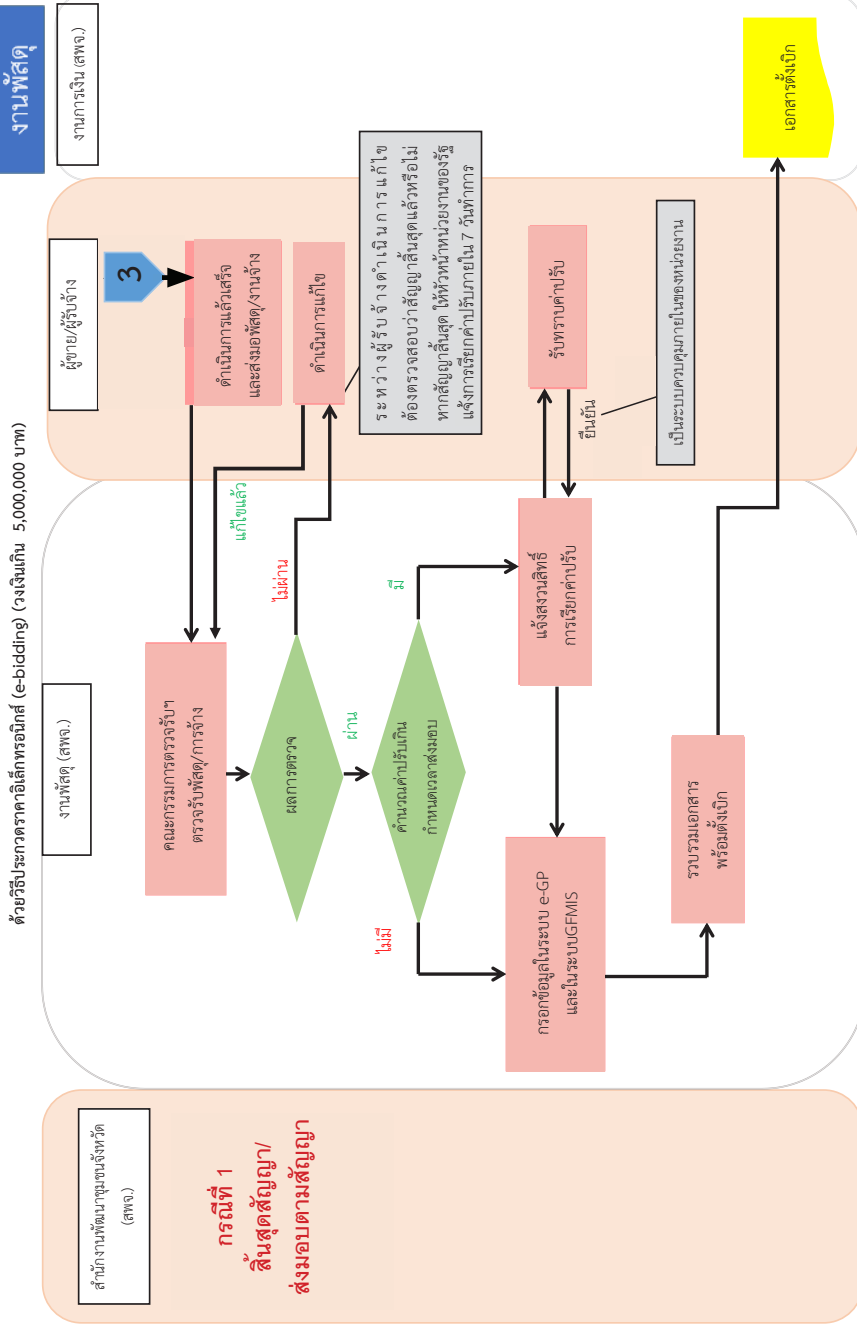 งานพัสดุ
ด้วยวิธีประกวดราคาอิเล็กทรอนิกส์ (e-bidding) (วงเงินเกิน 5,000,000 บาท)
สำนักงานพัฒนาชุมชนจังหวัด
(สพจ.)
งานพัสดุ (สพจ.)
ผู้ขาย/ผู้รับจ้าง
งานการเงิน (สพจ.)
กรณีที่ 1
สิ้นสุดสัญญา/
ส่งมอบตามสัญญา
3
ดำเนินการแล้วเสร็จ
และส่งมอพัสดุ/งานจ้าง
คณะกรรมการตรวจรับฯ
ตรวจรับพัสดุ/การจ้าง
แก้ไขแล้ว
ดำเนินการแก้ไข
ไม่ผ่าน
ผลการตรวจ
ผ่าน
ระหว่างผู้รับจ้างดำเนินการแก้ไข
ต้องตรวจสอบว่าสัญญาสิ้นสุดแล้วหรือไม่
หากสัญญาสิ้นสุด ให้หัวหน้าหน่วยงานของรัฐ
แจ้งการเรียกค่าปรับภายใน 7 วันทำการ
คำนวณค่าปรับเกิน
กำหนดเวลาส่งมอบ
ไม่มี
มี
แจ้งสงวนสิทธิ์
การเรียกค่าปรับ
รับทราบค่าปรับ
ยืนยัน
เป็นระบบควบคุมภายในของหน่วยงาน
กรอกข้อมูลในระบบ e-GP
และในระบบGFMIS
รวบรวมเอกสาร
พร้อมตั้งเบิก
เอกสารตั้งเบิก